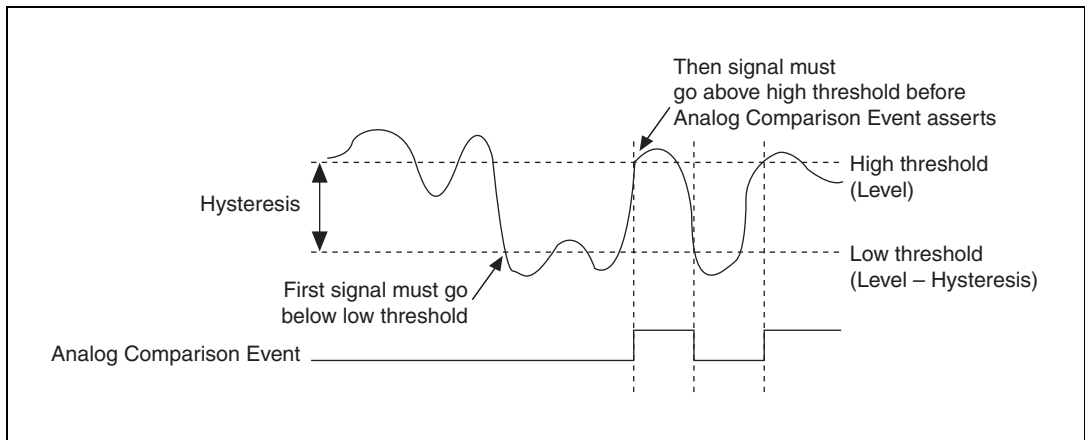 Then signal must
go above high threshold before
Analog Comparison Event asserts
High threshold
(Level)
Hysteresis
Low threshold
(Level – Hysteresis)
First signal must go
below low threshold
Analog Comparison Event